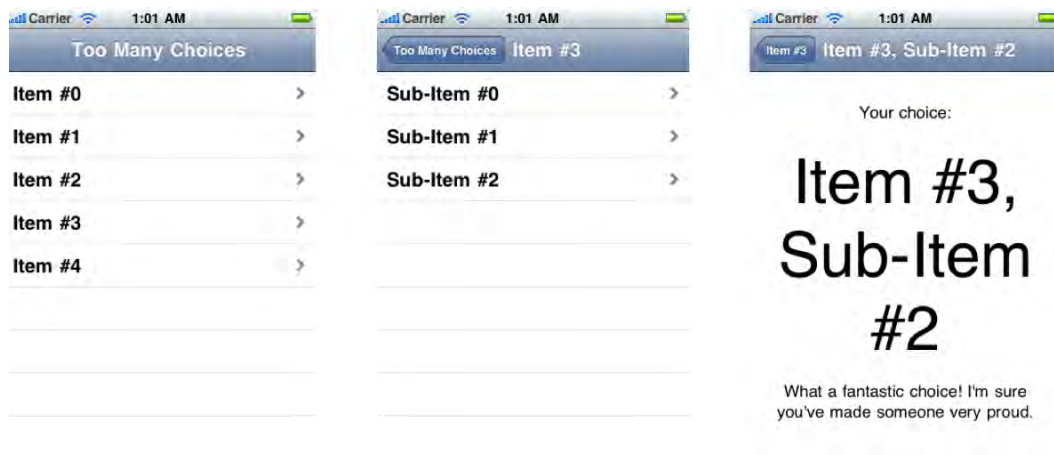 Carrier 1:01 AM
Too Many Choices
Item #0
Item #1
Item #2
Item #3
Item #4
Carrier 1:01 AM
Too Many Choices Item #3
Sub-Item #0
Sub-Item #1
Sub-Item #2
Carrier 1:01 AM
Item #3 Item #3, Sub-Item #2
Your choice:
Item #3,
Sub-Item
#2
What a fantastic choice! I'm sure
you've made someone very proud.